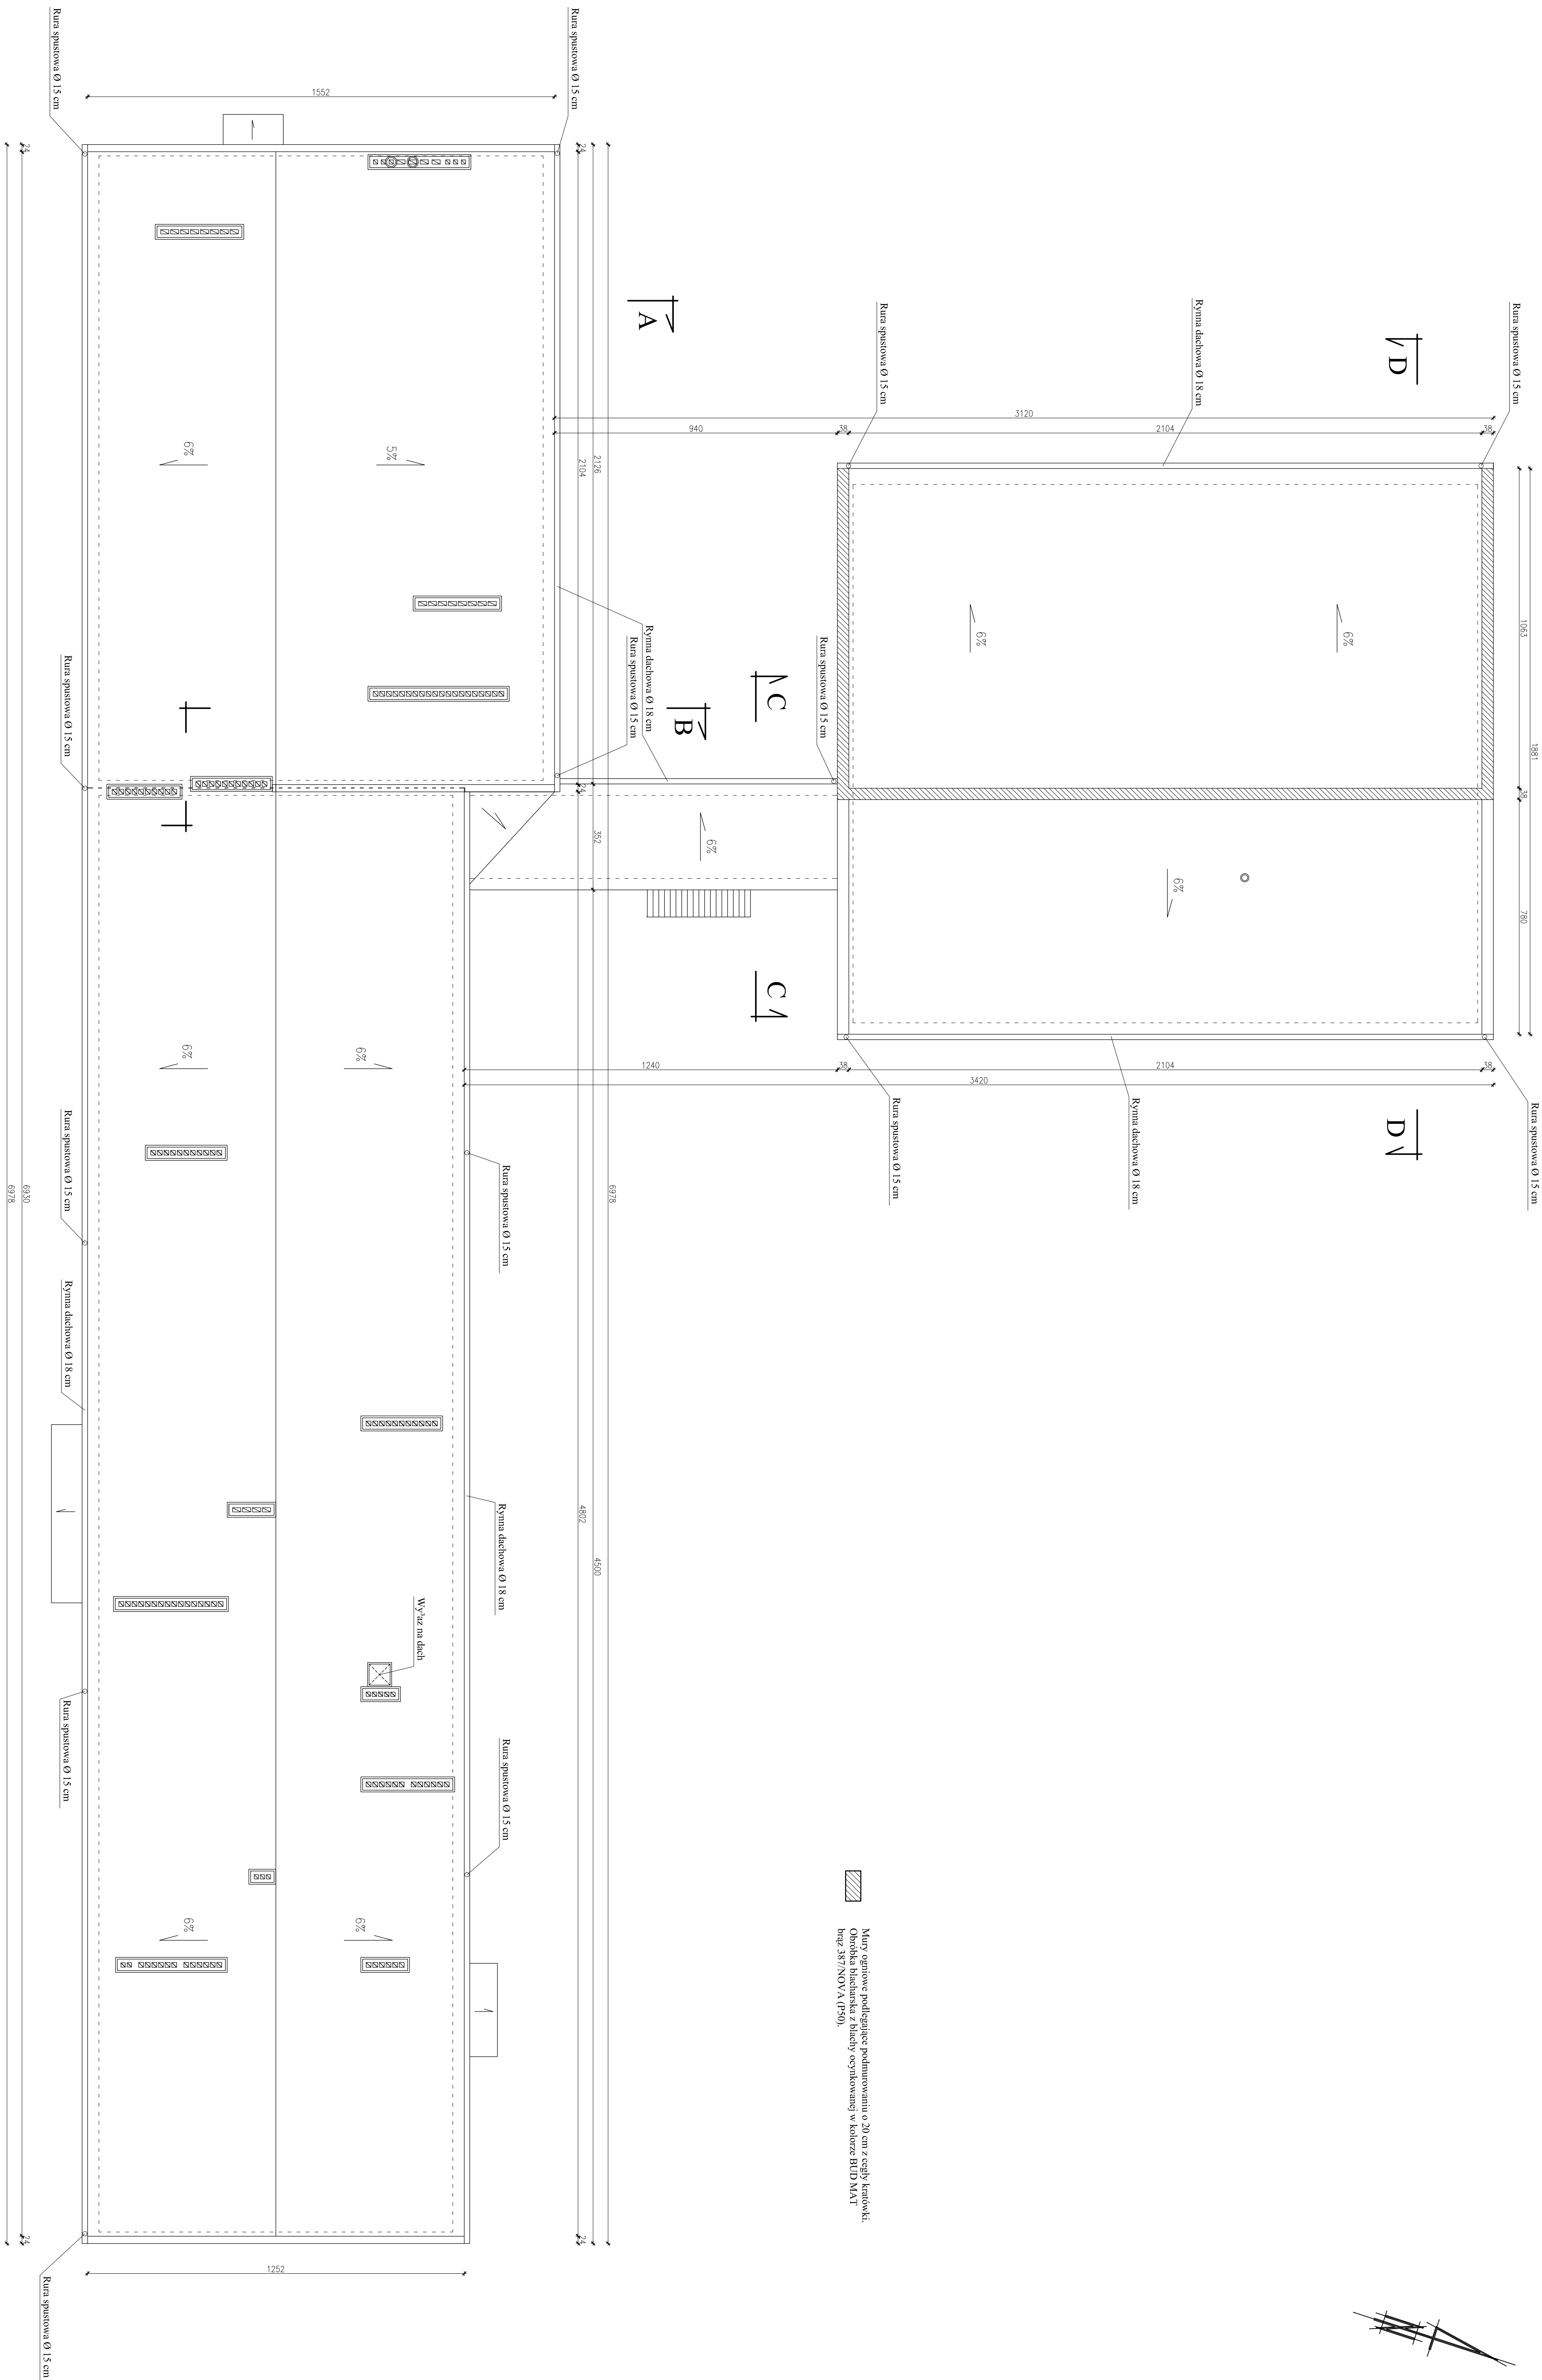 Rura spustowa Ø 15 cm
Rura spustowa Ø 15 cm
Rura spustowa Ø 15 cm
Rynna dachowa Ø 18 cm
Rura spustowa Ø 15 cm
D
A
1552
24
24
3120
940
38
2104
38
6%
5%
2126
2104
1063
1881
38
780
6%
6%
Rynna dachowa Ø 18 cm
Rura spustowa Ø 15 cm
Rura spustowa Ø 15 cm
Rura spustowa Ø 15 cm
C
B
24
352
6%
6%
C
D
1240
38
2104
38
3420
6%
6%
Rura spustowa Ø 15 cm
Rynna dachowa Ø 18 cm
Rura spustowa Ø 15 cm
Rura spustowa Ø 15 cm
Rura spustowa Ø 15 cm
6978
6930
6978
Rynna dachowa Ø 18 cm
4802
4500
Rynna dachowa Ø 18 cm
Wy³az na dach
Rura spustowa Ø 15 cm
Rura spustowa Ø 15 cm
6%
6%
Mury ogniowe podlegające podmurowaniu o 20 cm z cegły kratówki.
Obróbka blacharska z blachy ocynkowanej w kolorze BUD MAT
brąz 387/NOVA (P50).
24
24
1252
Rura spustowa Ø 15 cm